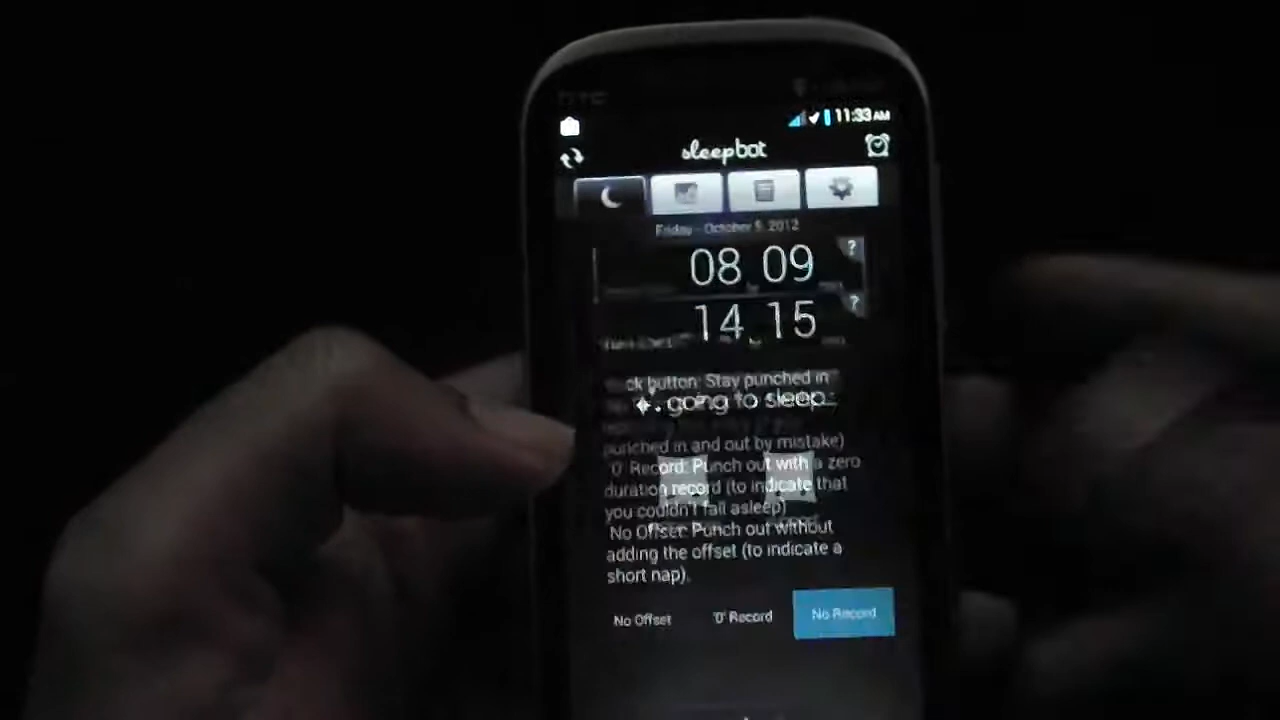 hTC
11:33 AM
sleepbot
Friday - October 5, 2012
08 09
?
14 15
?
ck button: Stay punched in
going to sleep...
punched in and out by mistake)
'0' Record: Punch out with a zero
duration record (to indicate that
you couldn't fall asleep)
No Offset: Punch out without
adding the offset (to indicate a
short nap).
No Offset '0' Record No Record